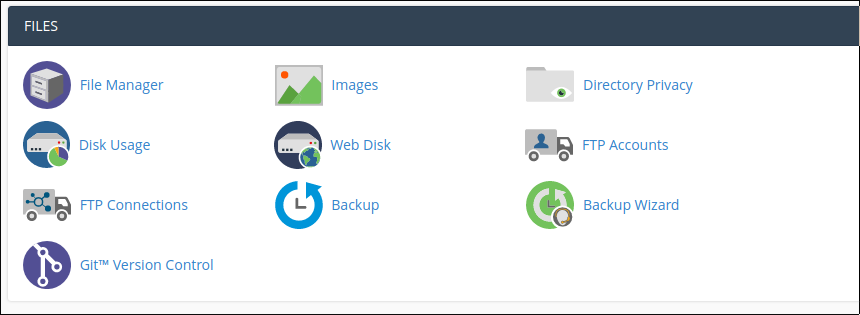 FILES
File Manager
Images
Directory Privacy
Disk Usage
Web Disk
FTP Accounts
FTP Connections
Backup
Backup Wizard
Git™ Version Control